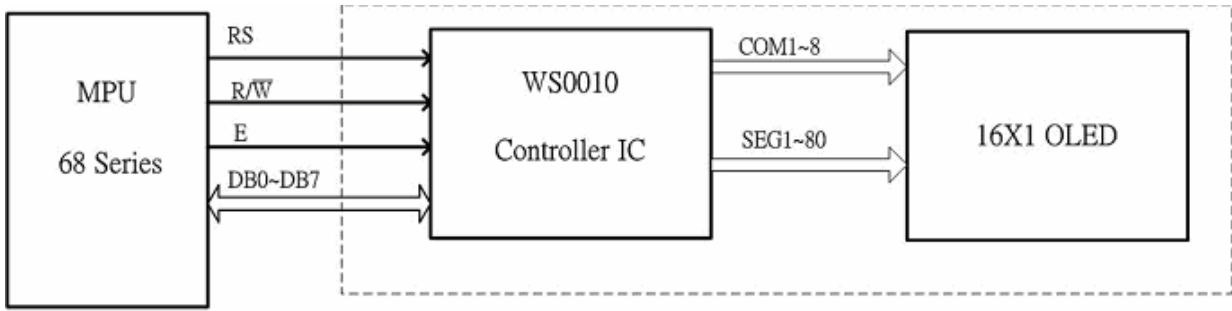 MPU
68 Series
RS
R/W̅
E
DB0~DB7
WS0010
Controller IC
COM1~8
SEG1~80
16X1 OLED